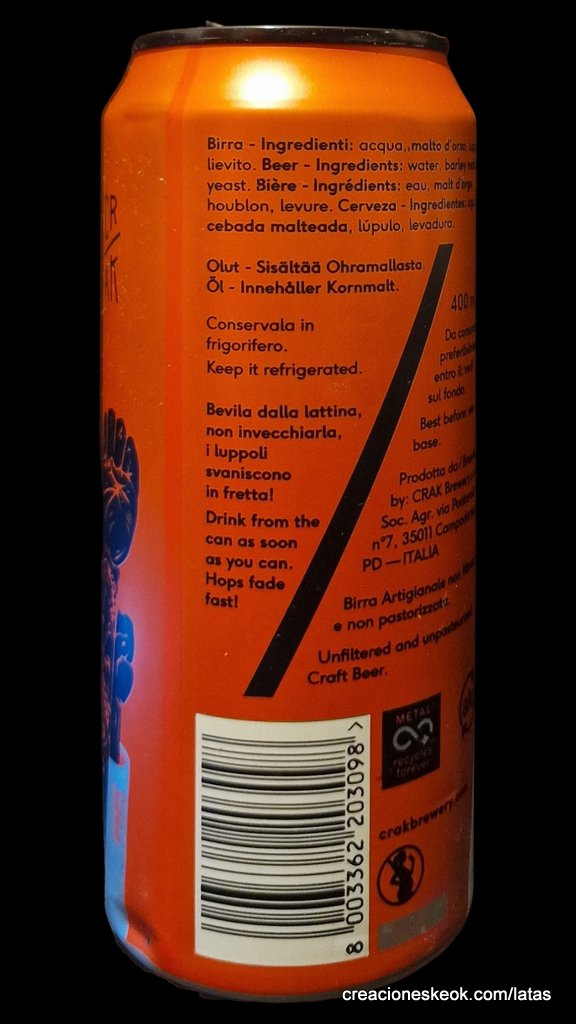 Birra - Ingredienti: acqua, malto d'orzo,
lievito. Beer - Ingredients: water, barley
yeast. Bière - Ingrédients: eau, malt d'orge,
houblon, levure. Cerveza - Ingredientes:
cebada malteada, lúpulo, levadura.
Olut - Sisältää Ohramallasta.
Öl - Innehåller Kornmalt.
Conservala in
frigorifero.
Keep it refrigerated.
Bevila dalla lattina,
non invecchiarla,
i luppoli
svaniscono
in fretta!
Drink from the
can as soon
as you can.
Hops fade
fast!
400
Da
entro il:
sul fondo.
Best before:
base.
Prodotta da/
by: CRAK Brewery
Soc. Agr. via
n°7, 35011
PD — ITALIA
Birra Artigianale non
e non pastorizzata.
Unfiltered and
Craft Beer.
METAL
recycles
forever
crakbrewery
8 003362 203098 >
creacioneskeok.com/latas